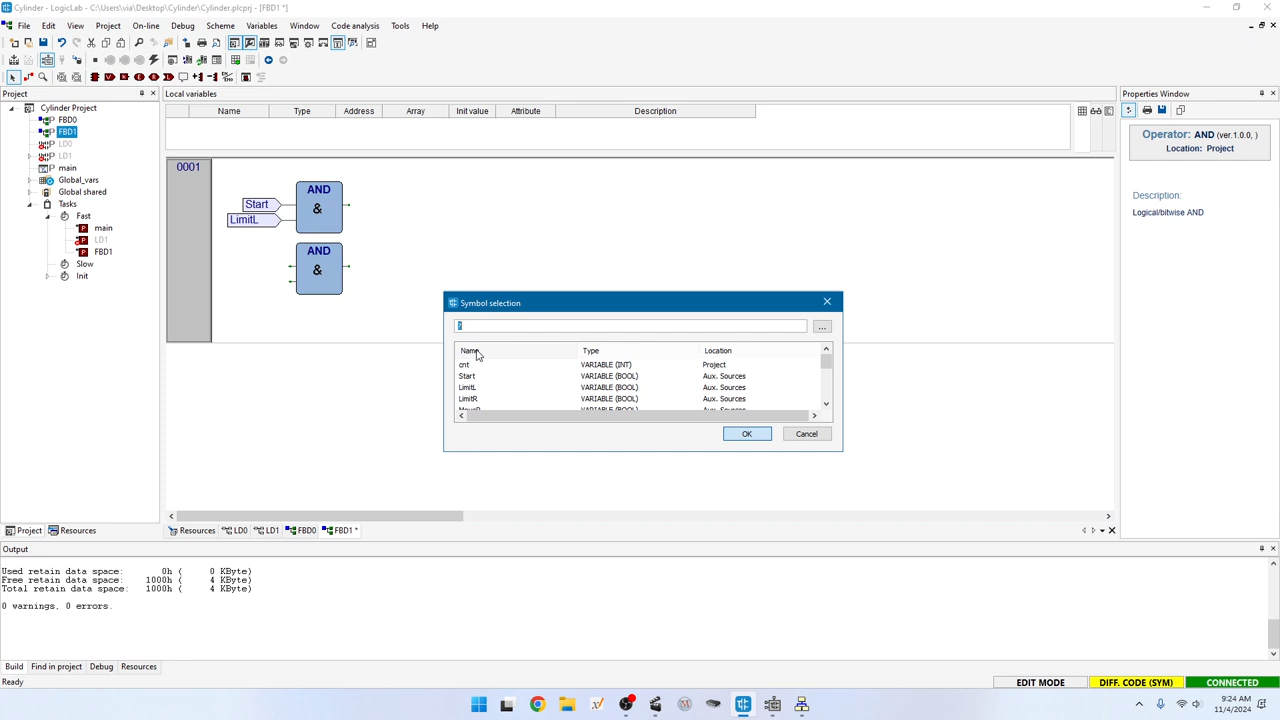 Cylinder - LogicLab - C:\Users\via\Desktop\Cylinder\Cylinder.plcprj - [FBD1 *]
File Edit View Project On-line Debug Scheme Variables Window Code analysis Tools Help
Project
Cylinder Project
FBD0
FBD1
LD0
LD1
main
Global_vars
Global shared
Tasks
Fast
main
LD1
FBD1
Slow
Init
Project Resources
Local variables
Name Type Address Array Init value Attribute Description
0001
AND
&
Start
LimitL
AND
&
Symbol selection
?
...
Name Type Location
cnt VARIABLE (INT) Project
Start VARIABLE (BOOL) Aux. Sources
LimitL VARIABLE (BOOL) Aux. Sources
LimitR VARIABLE (BOOL) Aux. Sources
MoveR VARIABLE (BOOL) Aux. Sources
OK Cancel
Resources LD0 LD1 FBD0 FBD1 *
Properties Window
Operator: AND (ver.1.0.0, )
Location: Project
Description:
Logical/bitwise AND
Output
Used retain data space: 0h ( 0 KByte)
Free retain data space: 1000h ( 4 KByte)
Total retain data space: 1000h ( 4 KByte)
0 warnings, 0 errors.
Build Find in project Debug Resources
Ready EDIT MODE DIFF. CODE (SYM) CONNECTED
9:24 AM
11/4/2024